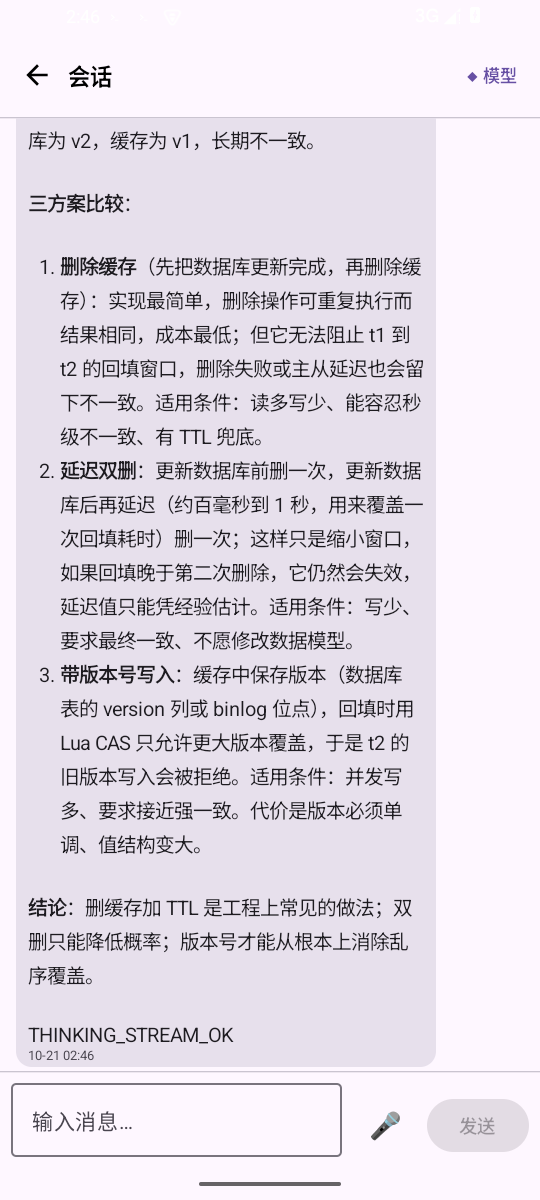 2:46
3G
会话
◆ 模型
库为 v2，缓存为 v1，长期不一致。
三方案比较：
1. 删除缓存（先把数据库更新完成，再删除缓
存）：实现最简单，删除操作可重复执行而
结果相同，成本最低；但它无法阻止 t1 到
t2 的回填窗口，删除失败或主从延迟也会留
下不一致。适用条件：读多写少、能容忍秒
级不一致、有 TTL 兜底。
2. 延迟双删：更新数据库前删一次，更新数据
库后再延迟（约百毫秒到 1 秒，用来覆盖一
次回填耗时）删一次；这样只是缩小窗口，
如果回填晚于第二次删除，它仍然会失效，
延迟值只能凭经验估计。适用条件：写少、
要求最终一致、不愿修改数据模型。
3. 带版本号写入：缓存中保存版本（数据库
表的 version 列或 binlog 位点），回填时用
Lua CAS 只允许更大版本覆盖，于是 t2 的
旧版本写入会被拒绝。适用条件：并发写
多、要求接近强一致。代价是版本必须单
调、值结构变大。
结论：删缓存加 TTL 是工程上常见的做法；双
删只能降低概率；版本号才能从根本上消除乱
序覆盖。
THINKING_STREAM_OK
10-21 02:46
输入消息…
发送